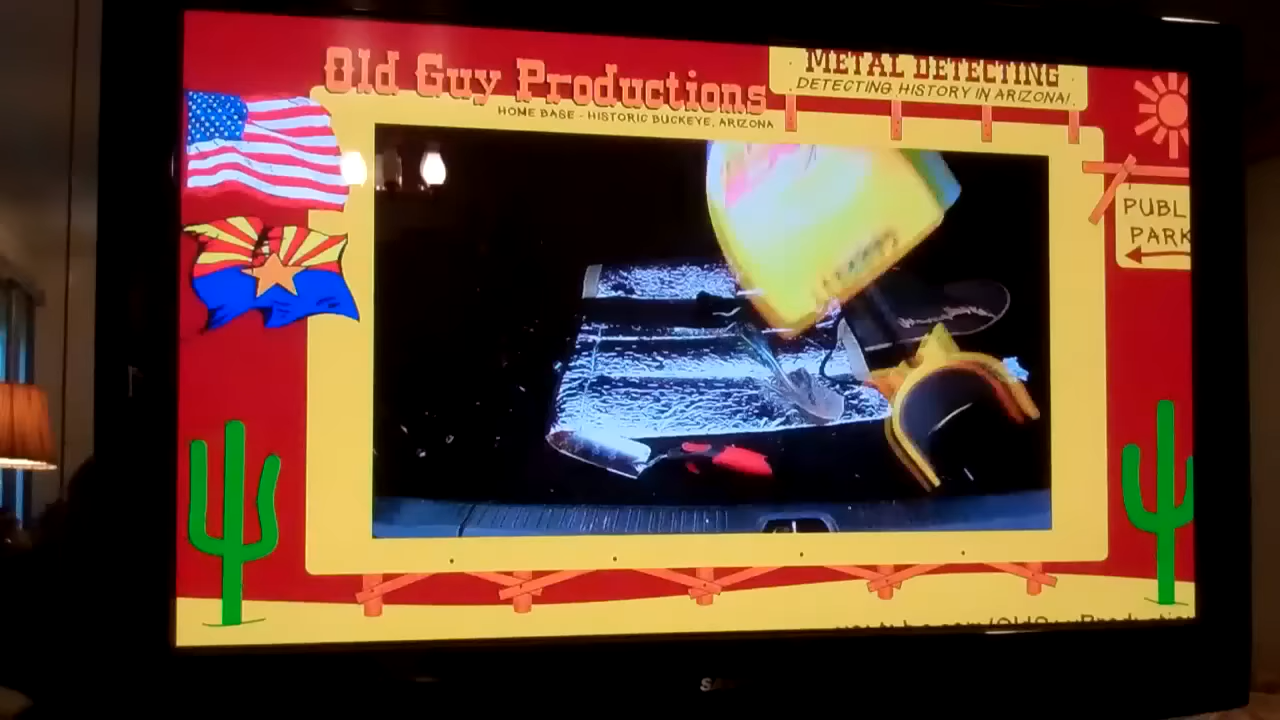 Old Guy Productions
HOME BASE - HISTORIC BUCKEYE, ARIZONA
METAL DETECTING
DETECTING HISTORY IN ARIZONA!
PUBL
PARK